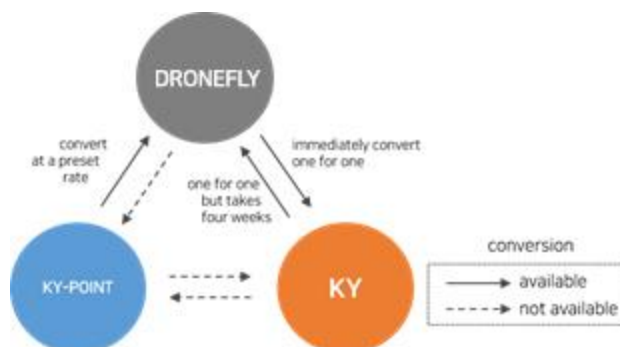 DRONEFLY
convert
at a preset
rate
immediately convert
one for one
one for one
but takes
four weeks
KY-POINT
KY
conversion
available
not available